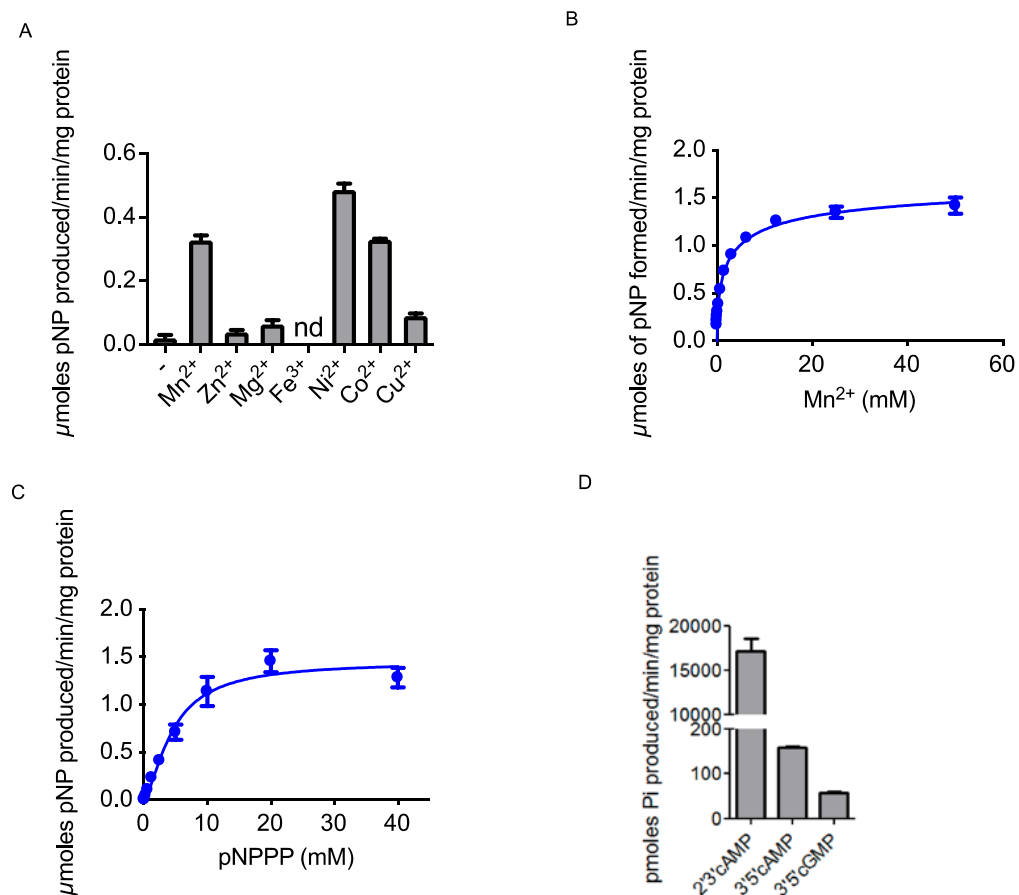 A
µmoles pNP produced/min/mg protein
0.6
0.4
0.2
0.0
nd
-
Mn2+
Zn2+
Mg2+
Fe3+
Ni2+
Co2+
Cu2+
B
µmoles of pNP formed/min/mg protein
2.0
1.5
1.0
0.5
0.0
0 20 40 60
Mn2+ (mM)
C
µmoles pNP produced/min/mg protein
2.0
1.5
1.0
0.5
0.0
0 10 20 30 40
pNPPP (mM)
D
pmoles Pi produced/min/mg protein
20000
15000
10000
200
100
0
2'3'cAMP
3'5'cAMP
3'5'cGMP